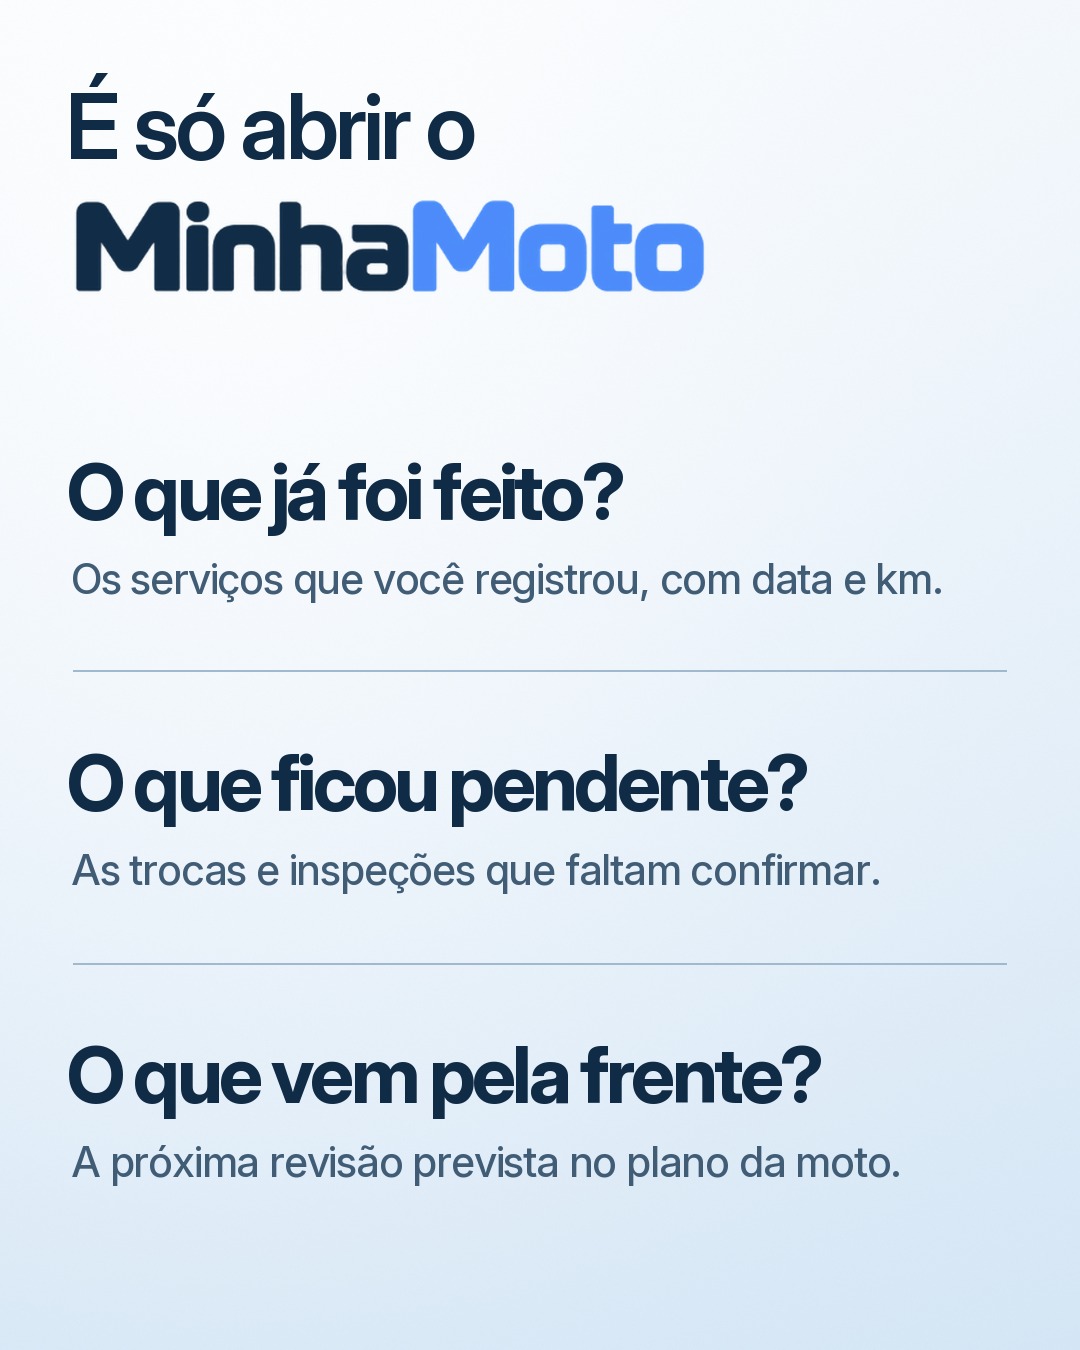 É só abrir o
MinhaMoto
O que já foi feito?
Os serviços que você registrou, com data e km.
O que ficou pendente?
As trocas e inspeções que faltam confirmar.
O que vem pela frente?
A próxima revisão prevista no plano da moto.